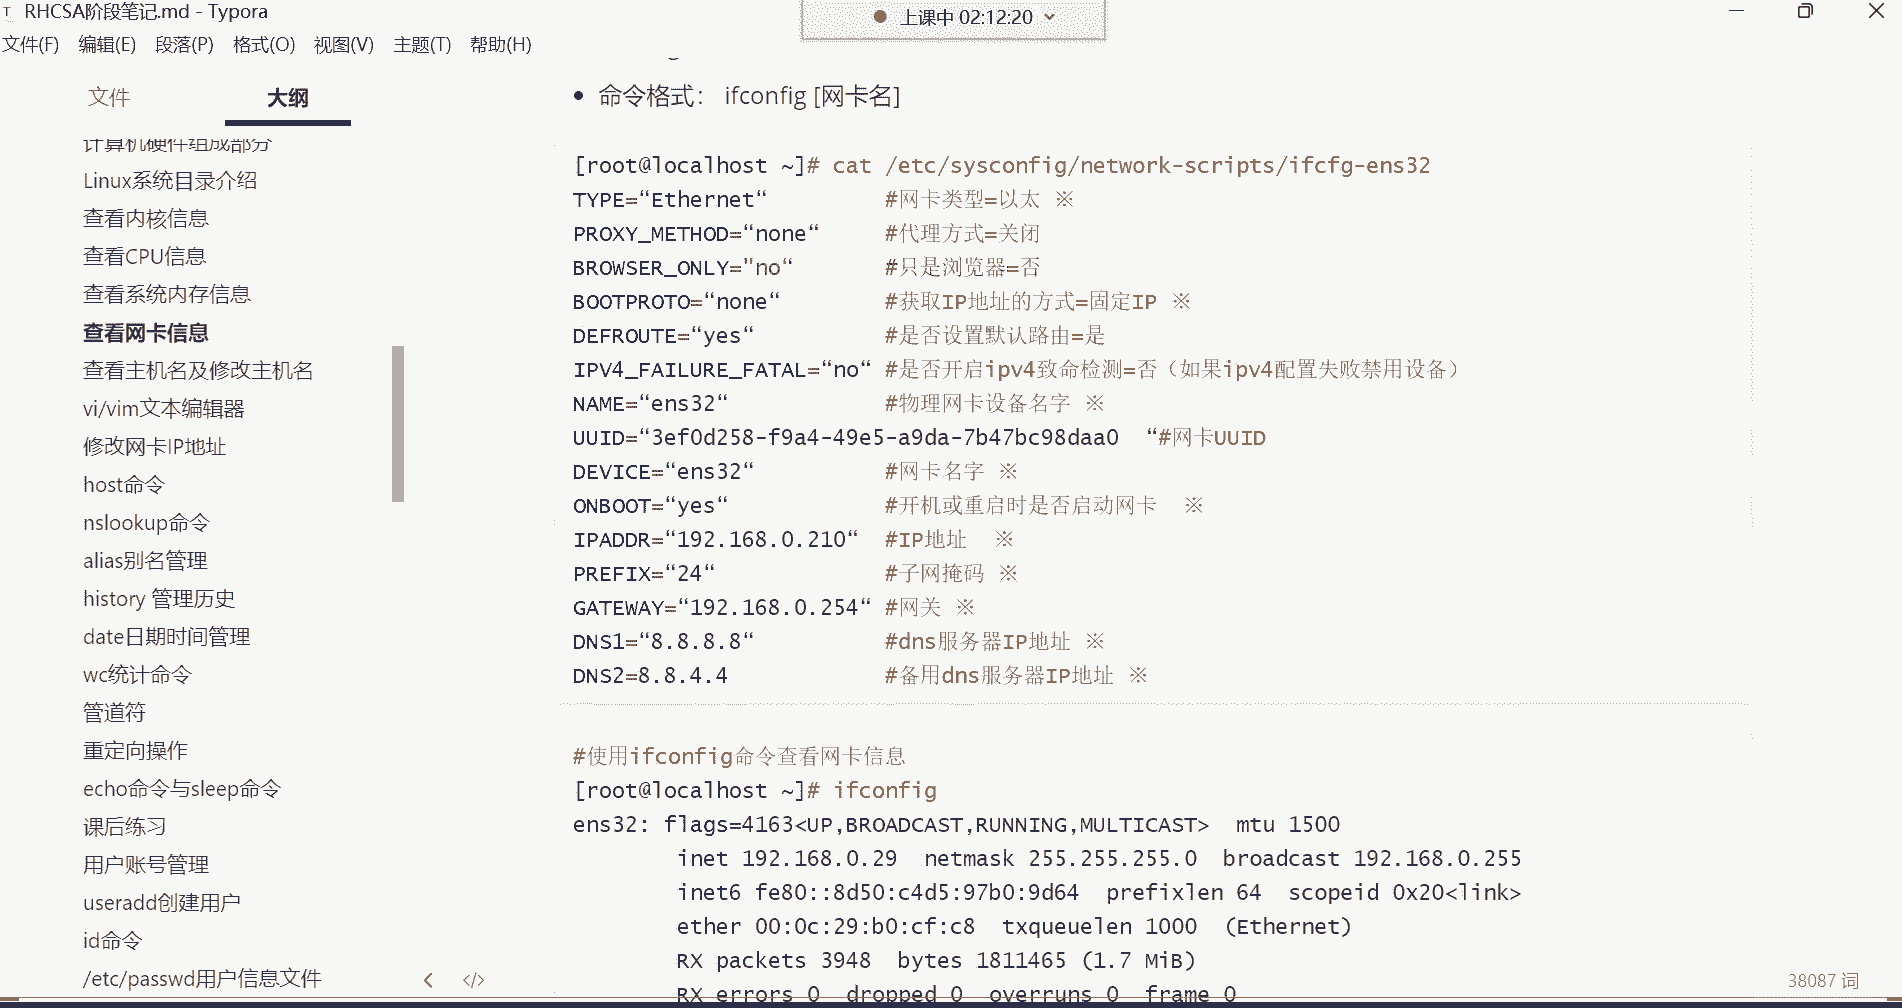 RHCSA阶段笔记.md - Typora
上课中 02:12:20
文件(F) 编辑(E) 段落(P) 格式(O) 视图(V) 主题(T) 帮助(H)
文件 大纲
计算机硬件组成部分
Linux系统目录介绍
查看内核信息
查看CPU信息
查看系统内存信息
查看网卡信息
查看主机名及修改主机名
vi/vim文本编辑器
修改网卡IP地址
host命令
nslookup命令
alias别名管理
history 管理历史
date日期时间管理
wc统计命令
管道符
重定向操作
echo命令与sleep命令
课后练习
用户账号管理
useradd创建用户
id命令
/etc/passwd用户信息文件
• 命令格式： ifconfig [网卡名]
[root@localhost ~]# cat /etc/sysconfig/network-scripts/ifcfg-ens32
TYPE=“Ethernet“ #网卡类型=以太 ※
PROXY_METHOD=“none“ #代理方式=关闭
BROWSER_ONLY="no“ #只是浏览器=否
BOOTPROTO=“none“ #获取IP地址的方式=固定IP ※
DEFROUTE=“yes“ #是否设置默认路由=是
IPV4_FAILURE_FATAL=“no“ #是否开启ipv4致命检测=否（如果ipv4配置失败禁用设备）
NAME=“ens32“ #物理网卡设备名字 ※
UUID=“3ef0d258-f9a4-49e5-a9da-7b47bc98daa0 “#网卡UUID
DEVICE=“ens32“ #网卡名字 ※
ONBOOT=“yes“ #开机或重启时是否启动网卡 ※
IPADDR=“192.168.0.210“ #IP地址 ※
PREFIX=“24“ #子网掩码 ※
GATEWAY=“192.168.0.254“ #网关 ※
DNS1=“8.8.8.8“ #dns服务器IP地址 ※
DNS2=8.8.4.4 #备用dns服务器IP地址 ※
#使用ifconfig命令查看网卡信息
[root@localhost ~]# ifconfig
ens32: flags=4163<UP,BROADCAST,RUNNING,MULTICAST> mtu 1500
inet 192.168.0.29 netmask 255.255.255.0 broadcast 192.168.0.255
inet6 fe80::8d50:c4d5:97b0:9d64 prefixlen 64 scopeid 0x20<link>
ether 00:0c:29:b0:cf:c8 txqueuelen 1000 (Ethernet)
RX packets 3948 bytes 1811465 (1.7 MiB)
RX errors 0 dropped 0 overruns 0 frame 0
38087 词